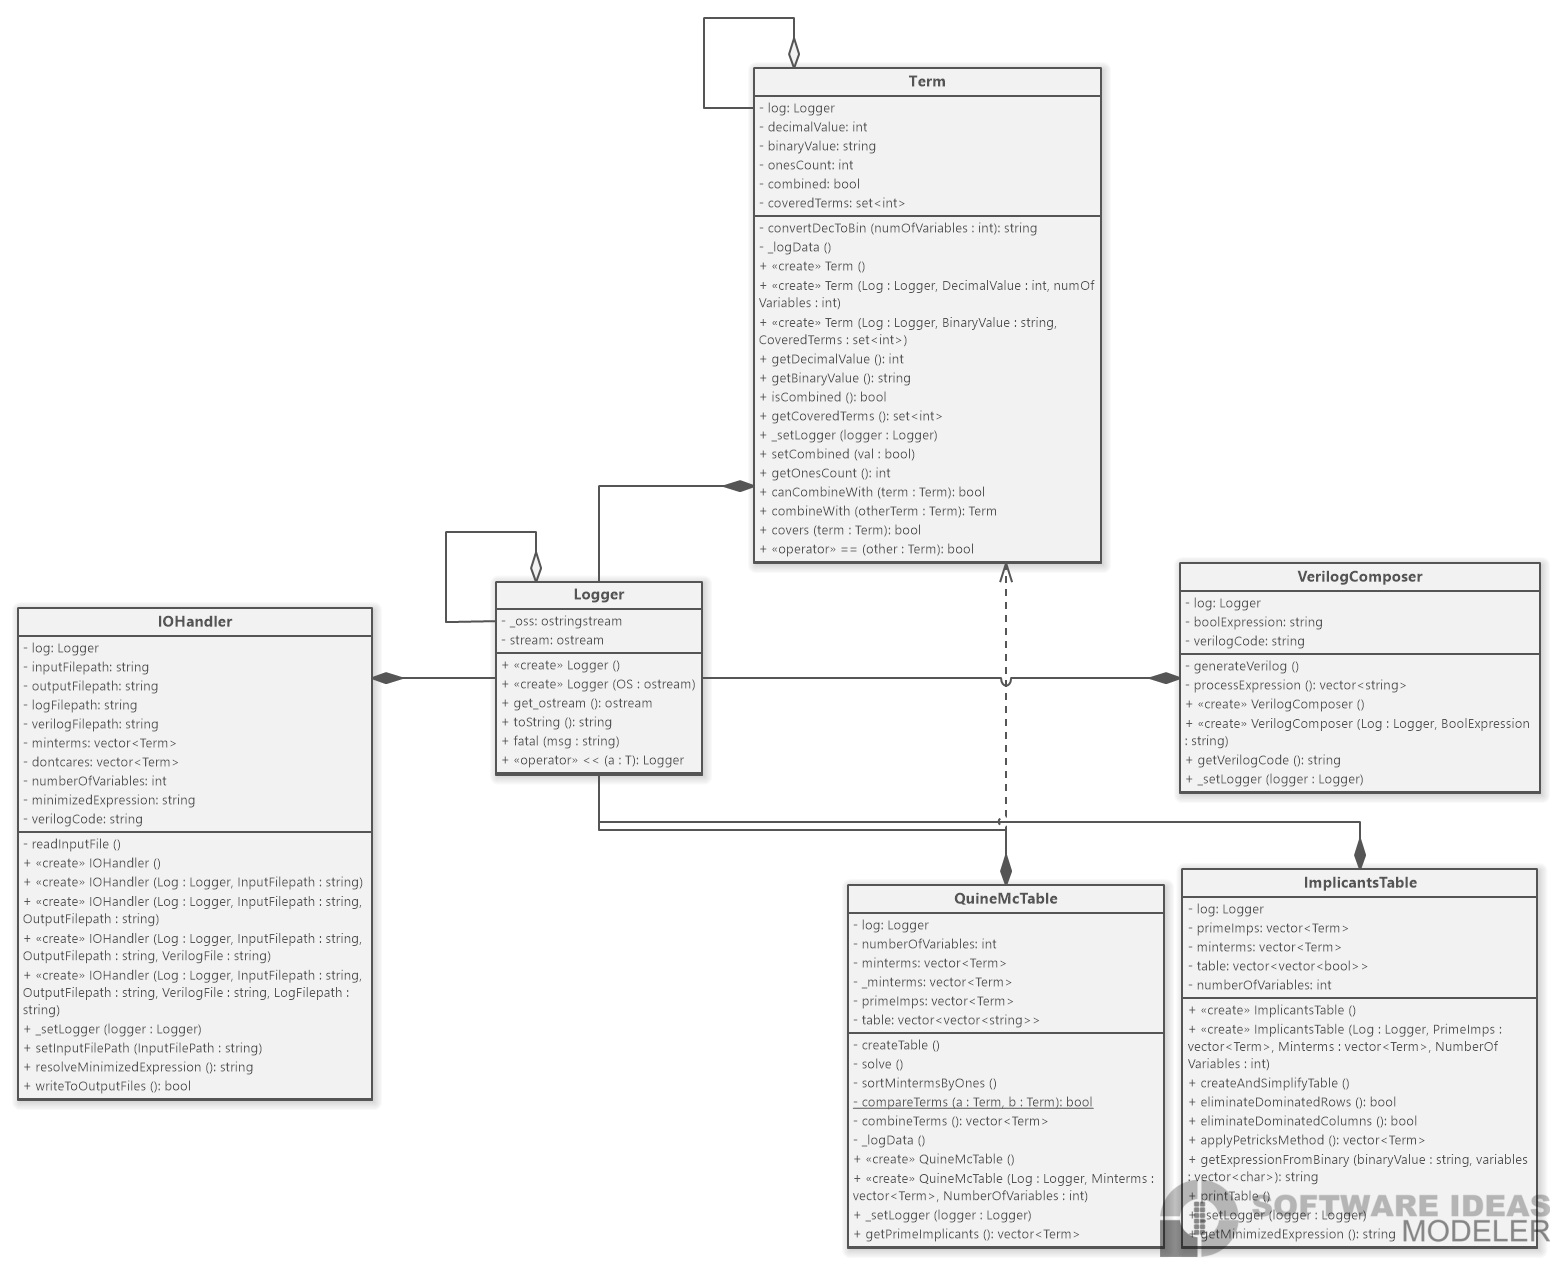 Term
- log: Logger
- decimalValue: int
- binaryValue: string
- onesCount: int
- combined: bool
- coveredTerms: set<int>
- convertDecToBin (numOfVariables : int): string
- _logData ()
+ «create» Term ()
+ «create» Term (Log : Logger, DecimalValue : int, numOf
Variables : int)
+ «create» Term (Log : Logger, BinaryValue : string,
CoveredTerms : set<int>)
+ getDecimalValue (): int
+ getBinaryValue (): string
+ isCombined (): bool
+ getCoveredTerms (): set<int>
+ _setLogger (logger : Logger)
+ setCombined (val : bool)
+ getOnesCount (): int
+ canCombineWith (term : Term): bool
+ combineWith (otherTerm : Term): Term
+ covers (term : Term): bool
+ «operator» == (other : Term): bool
Logger
- _oss: ostringstream
- stream: ostream
+ «create» Logger ()
+ «create» Logger (OS : ostream)
+ get_ostream (): ostream
+ toString (): string
+ fatal (msg : string)
+ «operator» << (a : T): Logger
IOHandler
- log: Logger
- inputFilepath: string
- outputFilepath: string
- logFilepath: string
- verilogFilepath: string
- minterms: vector<Term>
- dontcares: vector<Term>
- numberOfVariables: int
- minimizedExpression: string
- verilogCode: string
- readInputFile ()
+ «create» IOHandler ()
+ «create» IOHandler (Log : Logger, InputFilepath : string)
+ «create» IOHandler (Log : Logger, InputFilepath : string,
OutputFilepath : string)
+ «create» IOHandler (Log : Logger, InputFilepath : string,
OutputFilepath : string, VerilogFile : string)
+ «create» IOHandler (Log : Logger, InputFilepath : string,
OutputFilepath : string, VerilogFile : string, LogFilepath :
string)
+ _setLogger (logger : Logger)
+ setInputFilePath (InputFilePath : string)
+ resolveMinimizedExpression (): string
+ writeToOutputFiles (): bool
VerilogComposer
- log: Logger
- boolExpression: string
- verilogCode: string
- generateVerilog ()
- processExpression (): vector<string>
+ «create» VerilogComposer ()
+ «create» VerilogComposer (Log : Logger, BoolExpression
: string)
+ getVerilogCode (): string
+ _setLogger (logger : Logger)
QuineMcTable
- log: Logger
- numberOfVariables: int
- minterms: vector<Term>
- _minterms: vector<Term>
- primeImps: vector<Term>
- table: vector<vector<string>>
- createTable ()
- solve ()
- sortMintermsByOnes ()
- compareTerms (a : Term, b : Term): bool
- combineTerms (): vector<Term>
- _logData ()
+ «create» QuineMcTable ()
+ «create» QuineMcTable (Log : Logger, Minterms :
vector<Term>, NumberOfVariables : int)
+ _setLogger (logger : Logger)
+ getPrimeImplicants (): vector<Term>
ImplicantsTable
- log: Logger
- primeImps: vector<Term>
- minterms: vector<Term>
- table: vector<vector<bool>>
- numberOfVariables: int
+ «create» ImplicantsTable ()
+ «create» ImplicantsTable (Log : Logger, PrimeImps :
vector<Term>, Minterms : vector<Term>, NumberOf
Variables : int)
+ createAndSimplifyTable ()
+ eliminateDominatedRows (): bool
+ eliminateDominatedColumns (): bool
+ applyPetricksMethod (): vector<Term>
+ getExpressionFromBinary (binaryValue : string, variables
: vector<char>): string
+ printTable ()
+ _setLogger (logger : Logger)
+ getMinimizedExpression (): string
SOFTWARE IDEAS
MODELER